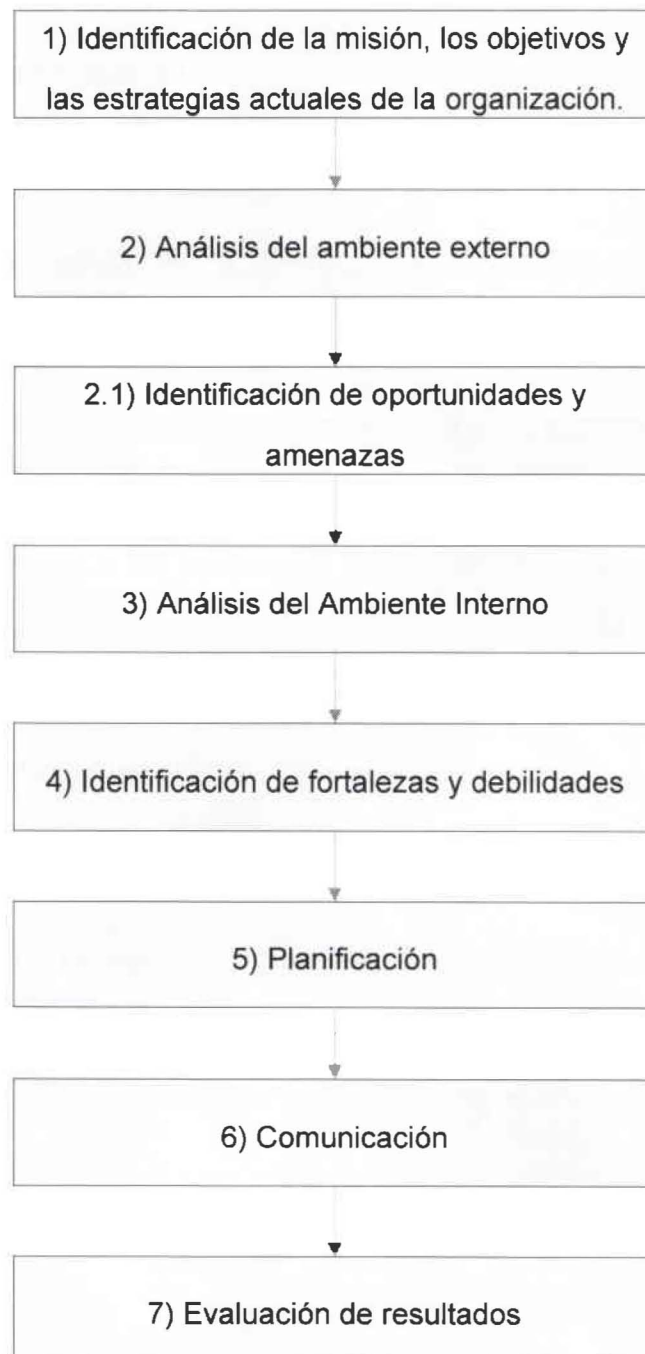 1) Identificación de la misión, los objetivos y
las estrategias actuales de la organización.
2) Análisis del ambiente externo
2.1) Identificación de oportunidades y
amenazas
3) Análisis del Ambiente Interno
4) Identificación de fortalezas y debilidades
5) Planificación
6) Comunicación
7) Evaluación de resultados